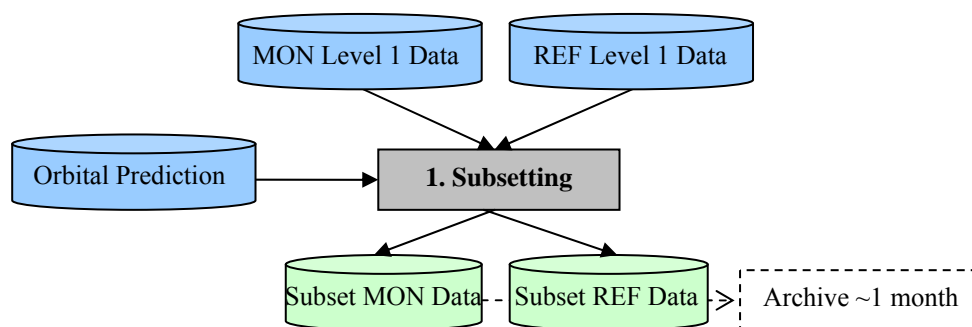 MON Level 1 Data
REF Level 1 Data
Orbital Prediction
1. Subsetting
Subset MON Data
Subset REF Data
Archive ~1 month